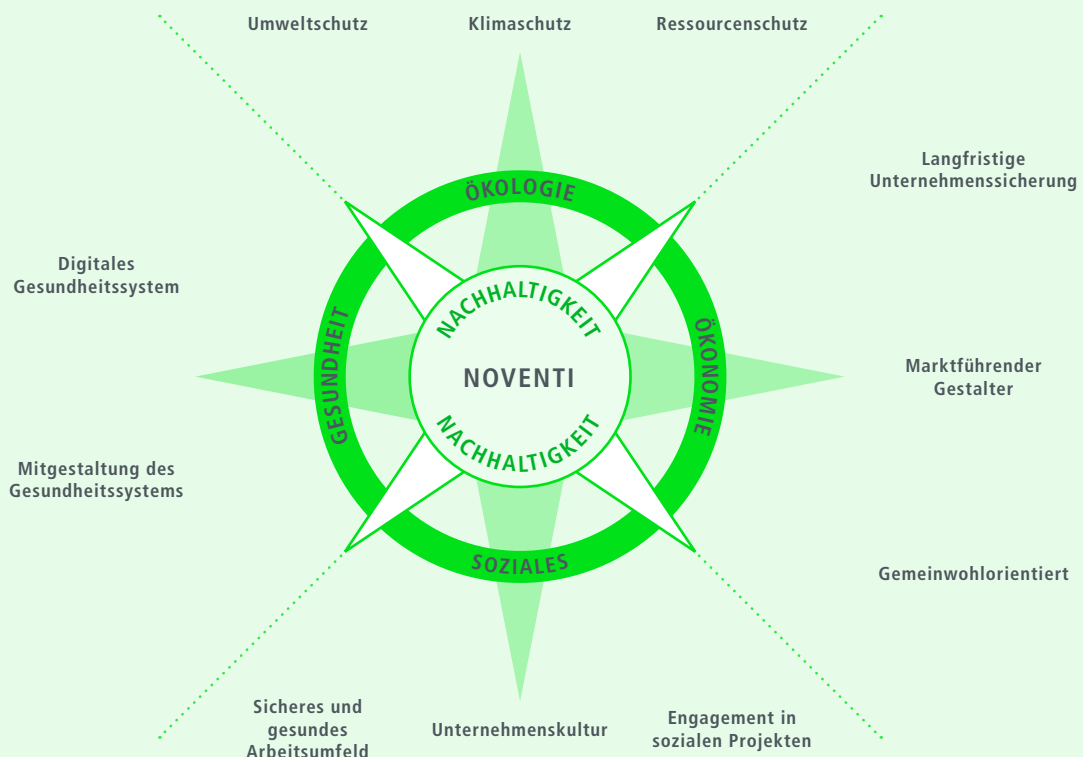 Umweltschutz
Klimaschutz
Ressourcenschutz
Langfristige
Unternehmenssicherung
ÖKOLOGIE
Digitales
Gesundheitssystem
GESUNDHEIT
NACHHALTIGKEIT
NOVENTI
NACHHALTIGKEIT
ÖKONOMIE
Marktführender
Gestalter
Mitgestaltung des
Gesundheitssystems
SOZIALES
Gemeinwohlorientiert
Sicheres und
gesundes
Arbeitsumfeld
Unternehmenskultur
Engagement in
sozialen Projekten